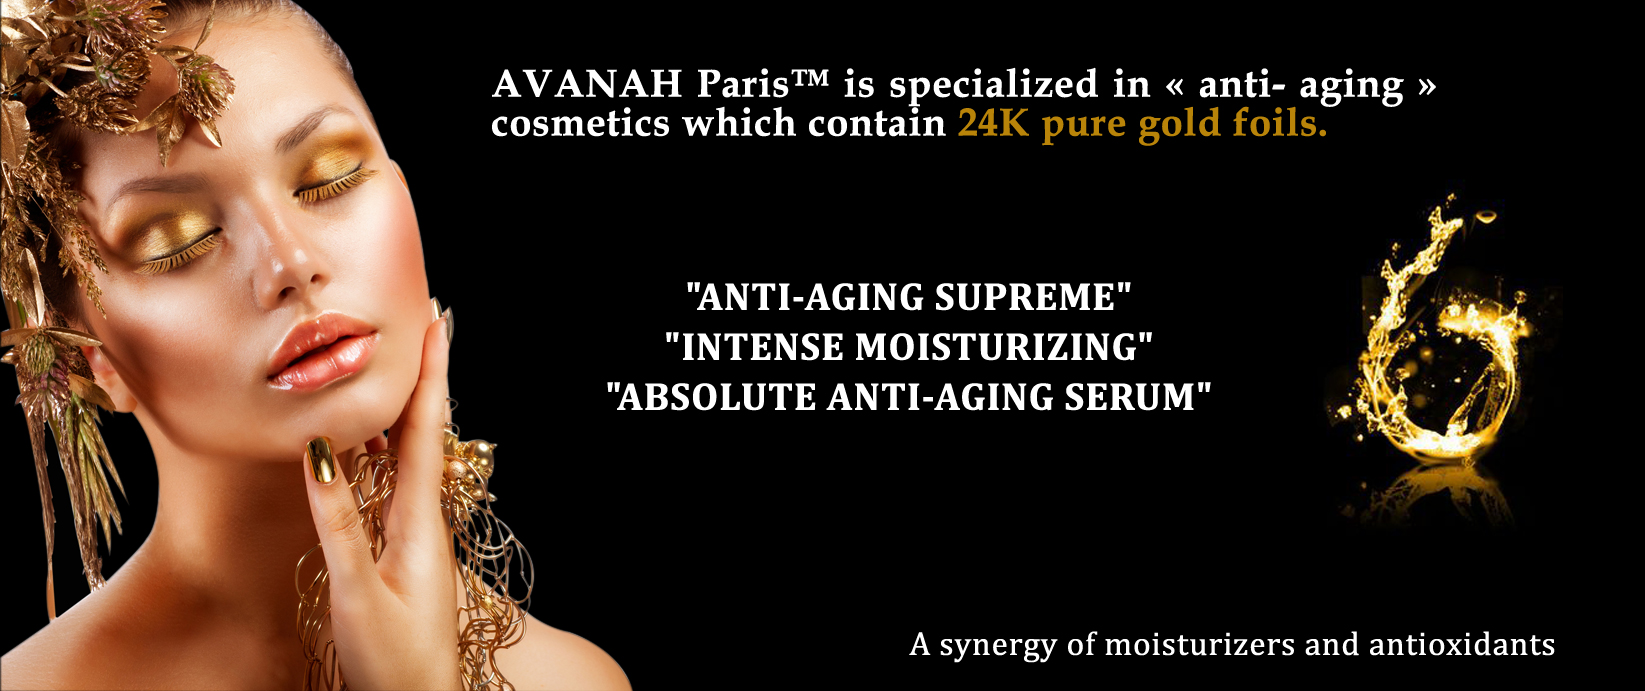 AVANAH Paris™ is specialized in « anti- aging »
cosmetics which contain 24K pure gold foils.
"ANTI-AGING SUPREME"
"INTENSE MOISTURIZING"
"ABSOLUTE ANTI-AGING SERUM"
6
A synergy of moisturizers and antioxidants